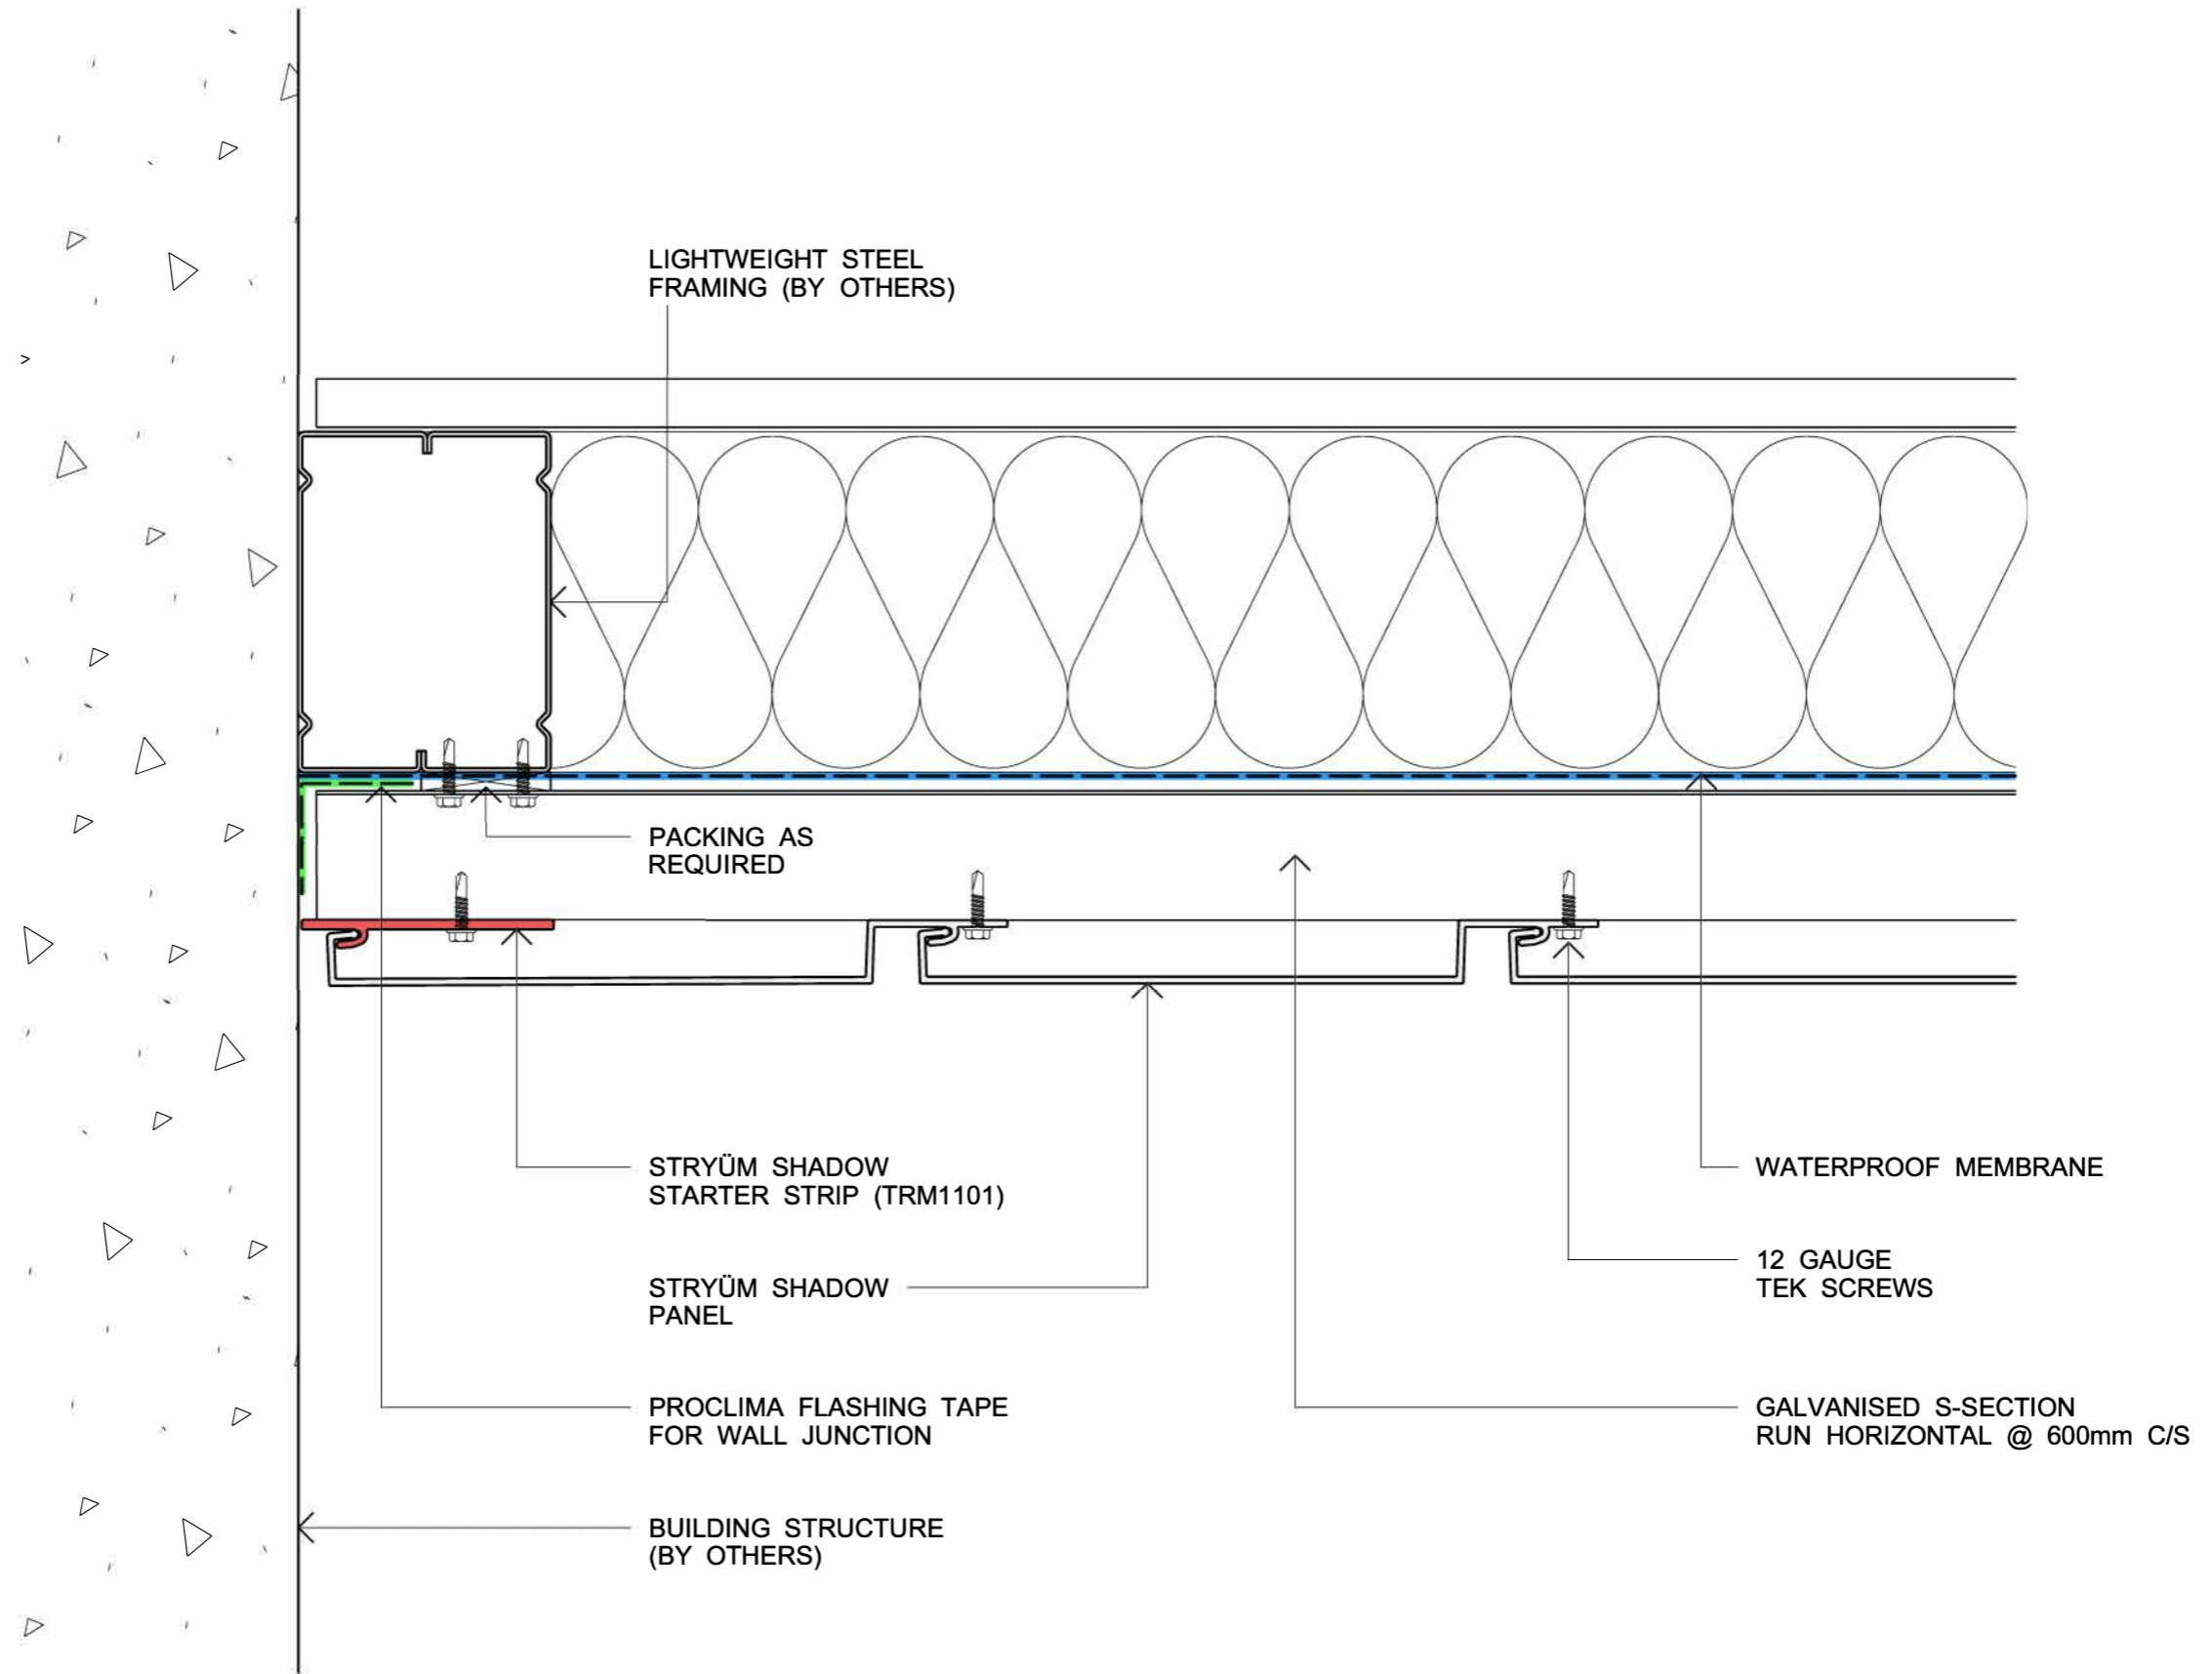 LIGHTWEIGHT STEEL
FRAMING (BY OTHERS)
PACKING AS
REQUIRED
STRYÜM SHADOW
STARTER STRIP (TRM1101)
WATERPROOF MEMBRANE
12 GAUGE
TEK SCREWS
STRYÜM SHADOW
PANEL
PROCLIMA FLASHING TAPE
FOR WALL JUNCTION
GALVANISED S-SECTION
RUN HORIZONTAL @ 600mm C/S
BUILDING STRUCTURE
(BY OTHERS)